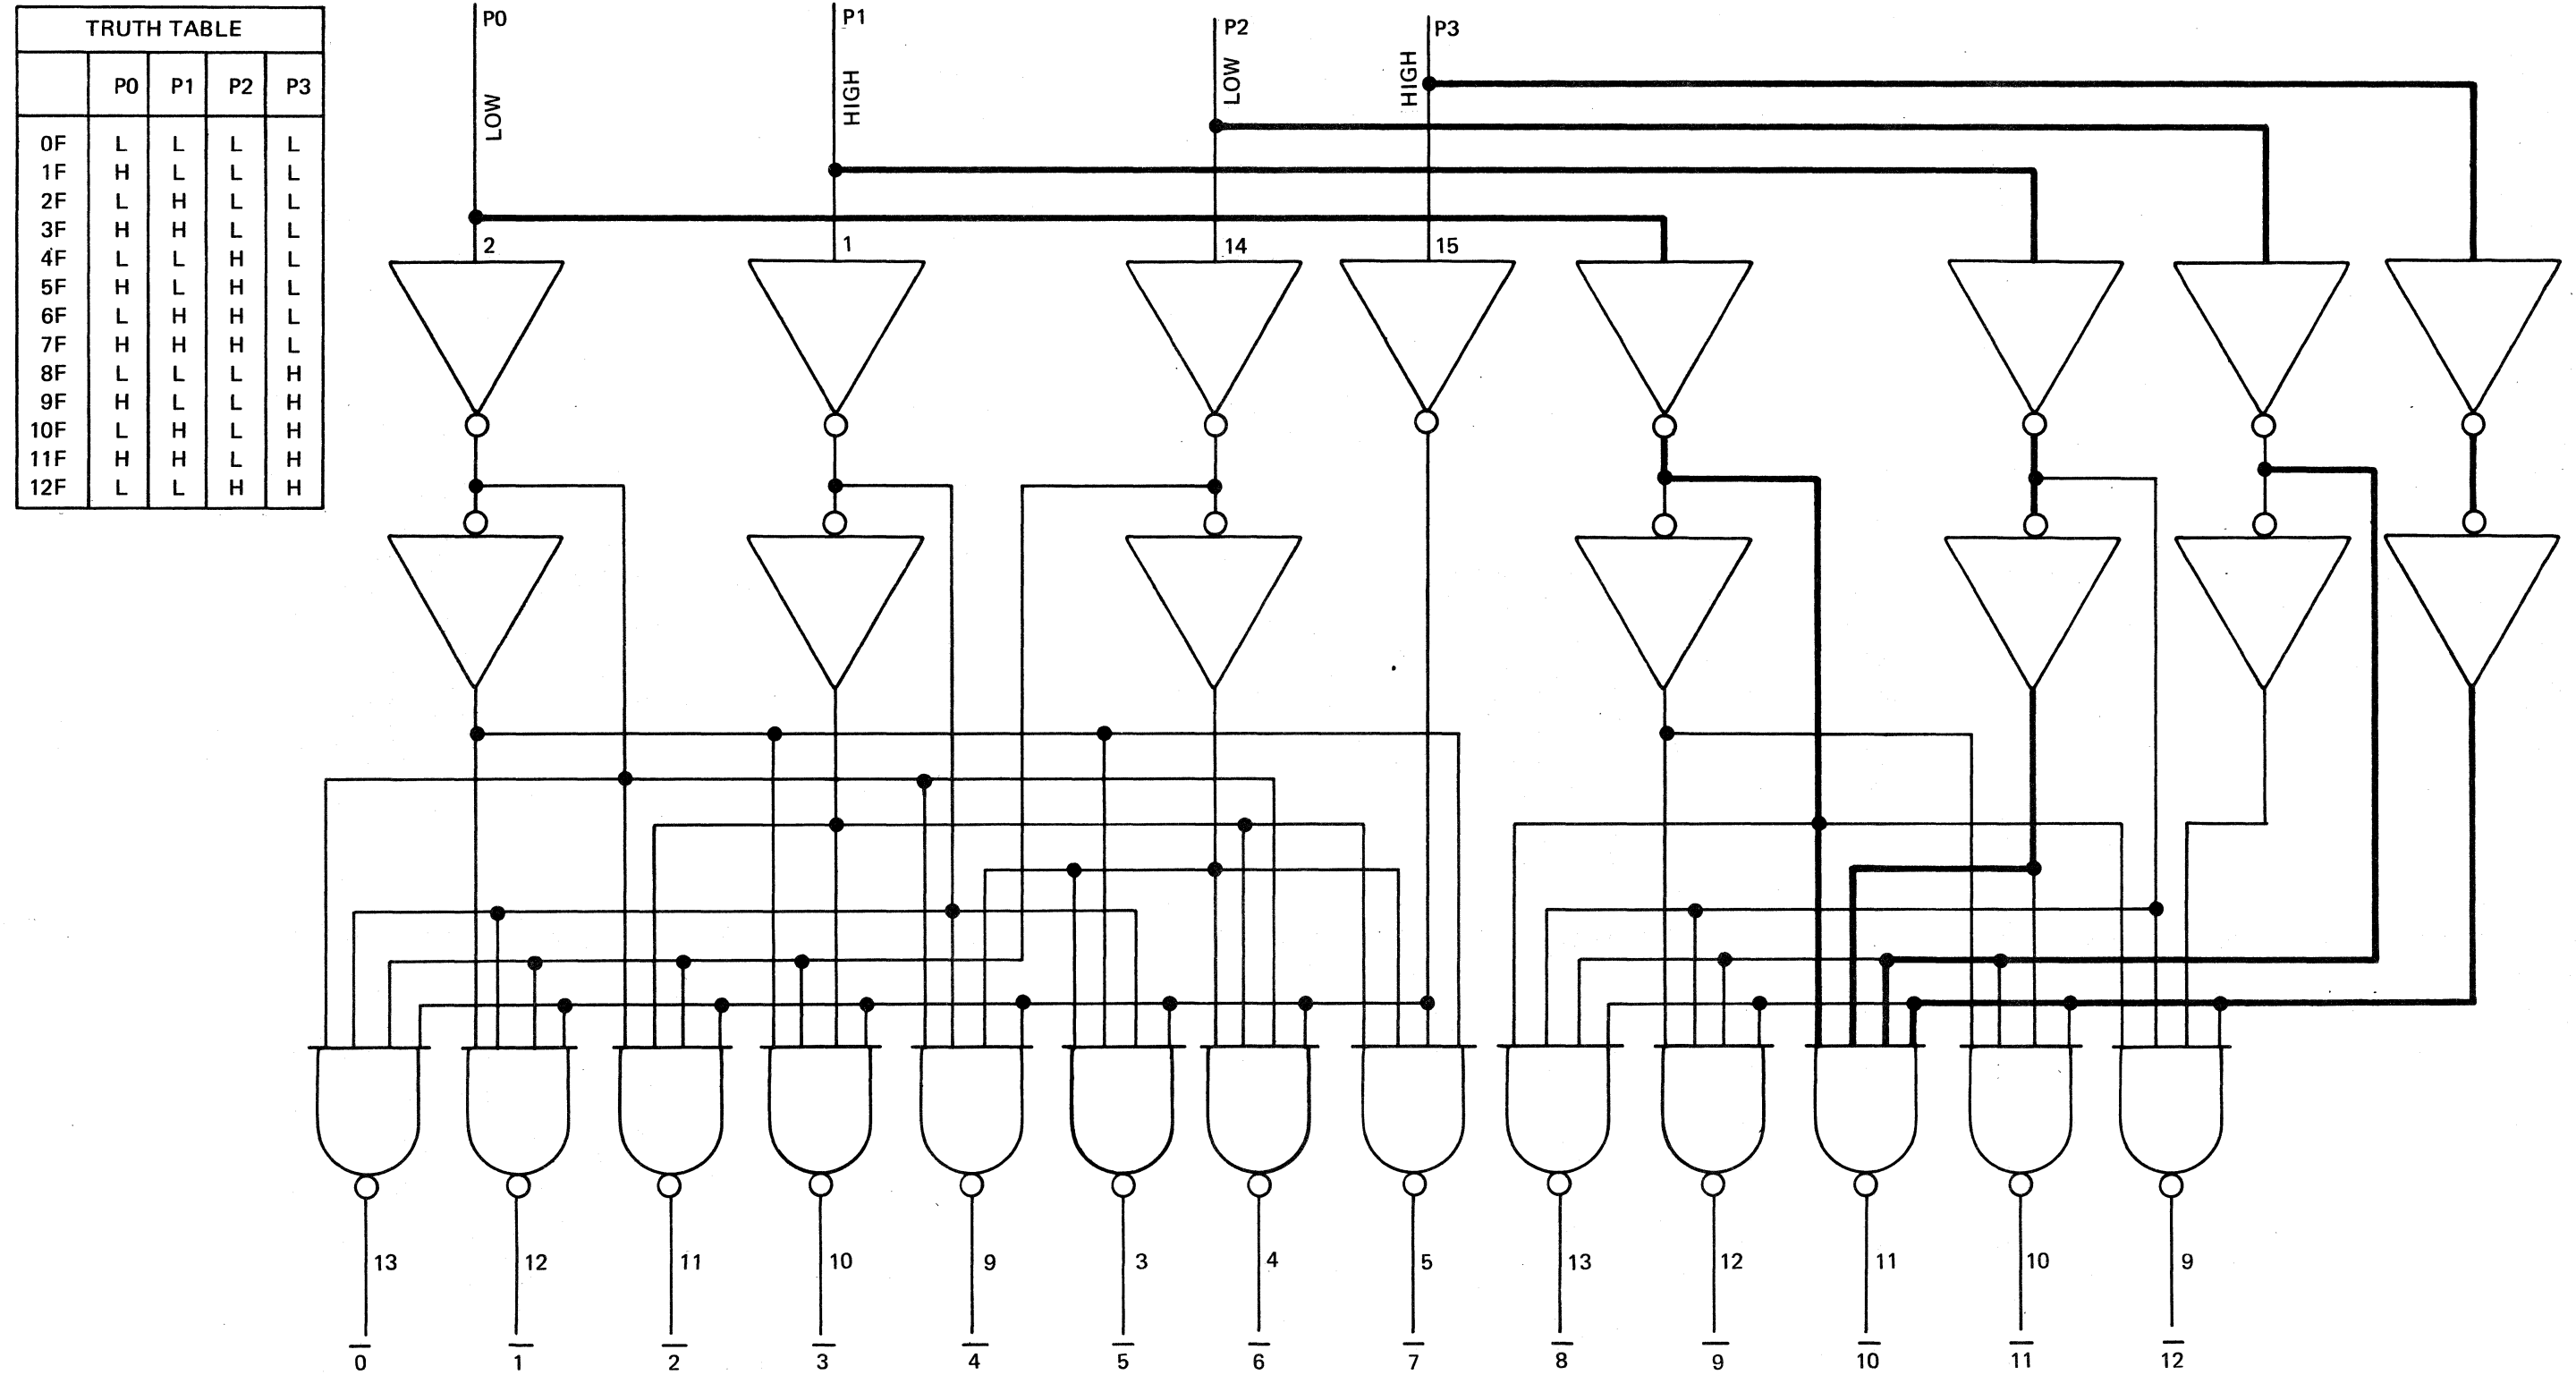 TRUTH TABLE
P0 P1 P2 P3
0F L L L L
1F H L L L
2F L H L L
3F H H L L
4F L L H L
5F H L H L
6F L H H L
7F H H H L
8F L L L H
9F H L L H
10F L H L H
11F H H L H
12F L L H H
P0 P1 P2 P3
LOW HIGH LOW HIGH
2 1 14 15
13 12 11 10 9 3 4 5 13 12 11 10 9
0 1 2 3 4 5 6 7 8 9 10 11 12